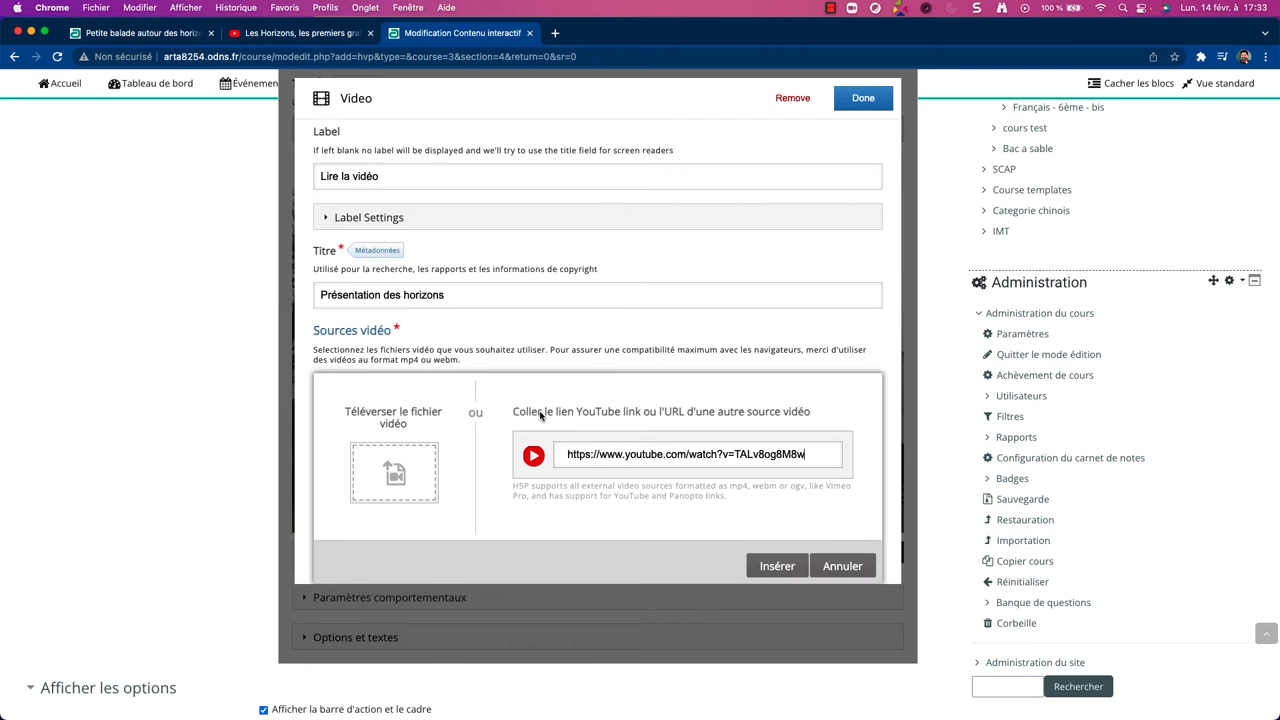 Chrome Fichier Modifier Afficher Historique Favoris Profils Onglet Fenêtre Aide 100 % Lun. 14 févr. à 17:33
Petite balade autour des horiz Les Horizons, les premiers gra Modification Contenu interactif
Non sécurisé arta8254.odns.fr/course/modedit.php?add=hvp&type=&course=3&section=4&return=0&sr=0
Accueil Tableau de bord Événemen Cacher les blocs Vue standard
Video Remove Done
Label
If left blank no label will be displayed and we'll try to use the title field for screen readers
Lire la vidéo
Label Settings
Titre * Métadonnées
Utilisé pour la recherche, les rapports et les informations de copyright
Présentation des horizons
Sources vidéo *
Selectionnez les fichiers vidéo que vous souhaitez utiliser. Pour assurer une compatibilité maximum avec les navigateurs, merci d'utiliser
des vidéos au format mp4 ou webm.
Téléverser le fichier
vidéo
ou
Coller le lien YouTube link ou l'URL d'une autre source vidéo
https://www.youtube.com/watch?v=TALv8og8M8w
H5P supports all external video sources formatted as mp4, webm or ogv, like Vimeo
Pro, and has support for YouTube and Panopto links.
Insérer Annuler
Paramètres comportementaux
Options et textes
Afficher les options
Afficher la barre d'action et le cadre
Français - 6ème - bis
cours test
Bac a sable
SCAP
Course templates
Categorie chinois
IMT
Administration
Administration du cours
Paramètres
Quitter le mode édition
Achèvement de cours
Utilisateurs
Filtres
Rapports
Configuration du carnet de notes
Badges
Sauvegarde
Restauration
Importation
Copier cours
Réinitialiser
Banque de questions
Corbeille
Administration du site
Rechercher